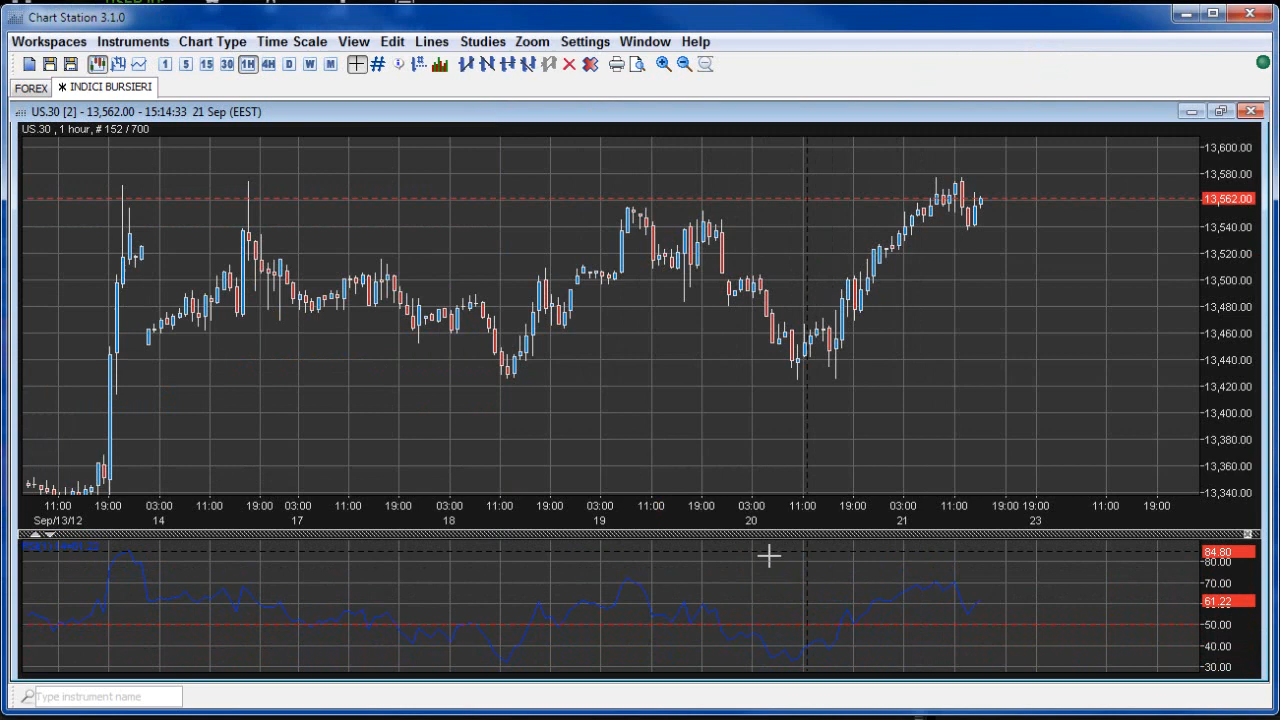 Chart Station 3.1.0
Workspaces Instruments Chart Type Time Scale View Edit Lines Studies Zoom Settings Window Help
1 5 15 30 1H 4H D W M
FOREX * INDICI BURSIERI
US.30 [2] - 13,562.00 - 15:14:33 21 Sep (EEST)
US.30 , 1 hour, # 152 / 700
13,600.00
13,580.00
13,562.00
13,540.00
13,520.00
13,500.00
13,480.00
13,460.00
13,440.00
13,420.00
13,400.00
13,380.00
13,360.00
13,340.00
11:00 19:00 03:00 11:00 19:00 03:00 11:00 19:00 03:00 11:00 19:00 03:00 11:00 19:00 03:00 11:00 19:00 03:00 11:00 19:00 19:00 11:00 19:00
Sep/13/12 14 17 18 19 20 21 23
84.80
80.00
70.00
61.22
50.00
40.00
30.00
Type instrument name